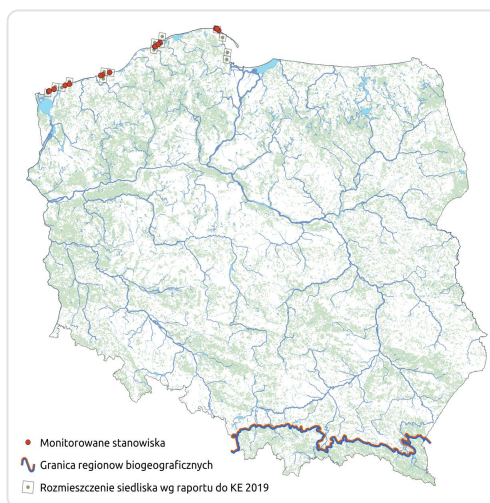 Monitorowane stanowiska
Granica regionow biogeograficznych
Rozmieszczenie siedliska wg raportu do KE 2019